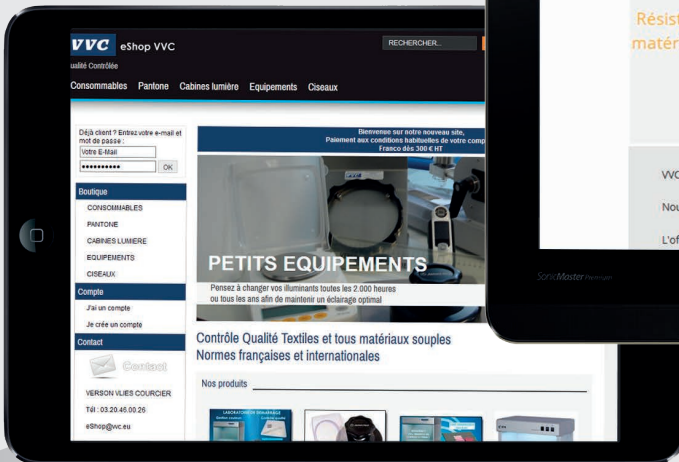 VVC eShop VVC
RECHERCHER...
ualité Contrôlée
Consommables Pantone Cabines lumière Equipements Ciseaux
Déjà client ? Entrez votre e-mail et
mot de passe :
Votre E-Mail
•••••••••• OK
Boutique
CONSOMMABLES
PANTONE
CABINES LUMIERE
EQUIPEMENTS
CISEAUX
Compte
J'ai un compte
Je crée un compte
Contact
Contact
VERSON VLIES COURCIER
Tél : 03.20.46.00.26
eShop@vvc.eu
Bienvenue sur notre nouveau site,
Paiement aux conditions habituelles de votre comp
Franco dès 300 € HT
PETITS EQUIPEMENTS
Pensez à changer vos illuminants toutes les 2.000 heures
ou tous les ans afin de maintenir un éclairage optimal
Contrôle Qualité Textiles et tous matériaux souples
Normes françaises et internationales
Nos produits
Résist
matér
VVC
Nou
L'of
SonicMaster Premium